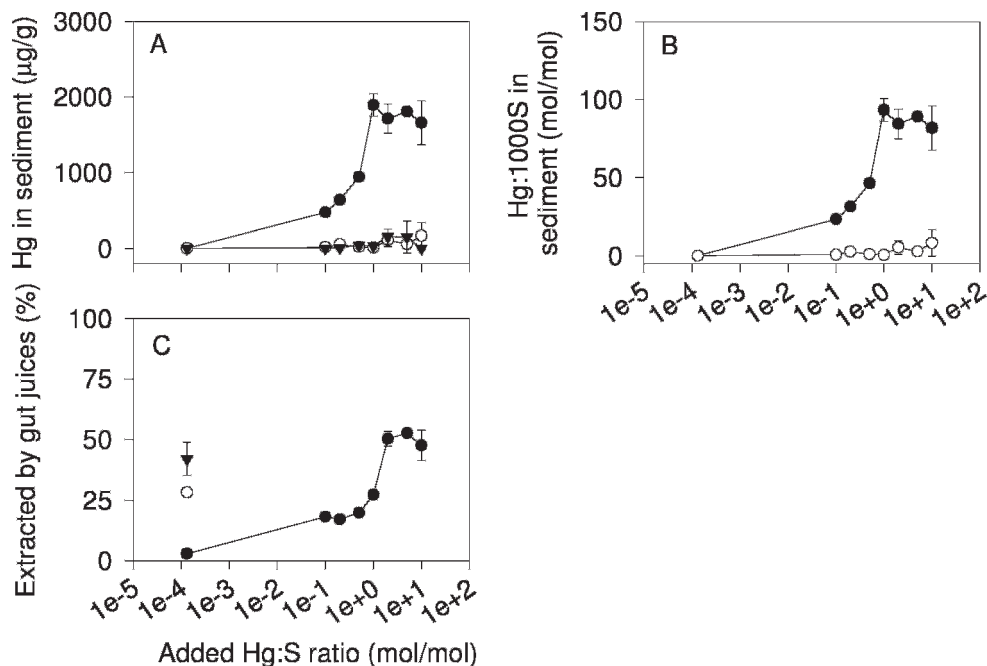 A
Hg in sediment (µg/g)
3000
2000
1000
0
B
Hg:1000S in
sediment (mol/mol)
150
100
50
0
1e-5
1e-4
1e-3
1e-2
1e-1
1e+0
1e+1
1e+2
C
Extracted by gut juices (%)
100
75
50
25
0
1e-5
1e-4
1e-3
1e-2
1e-1
1e+0
1e+1
1e+2
Added Hg:S ratio (mol/mol)